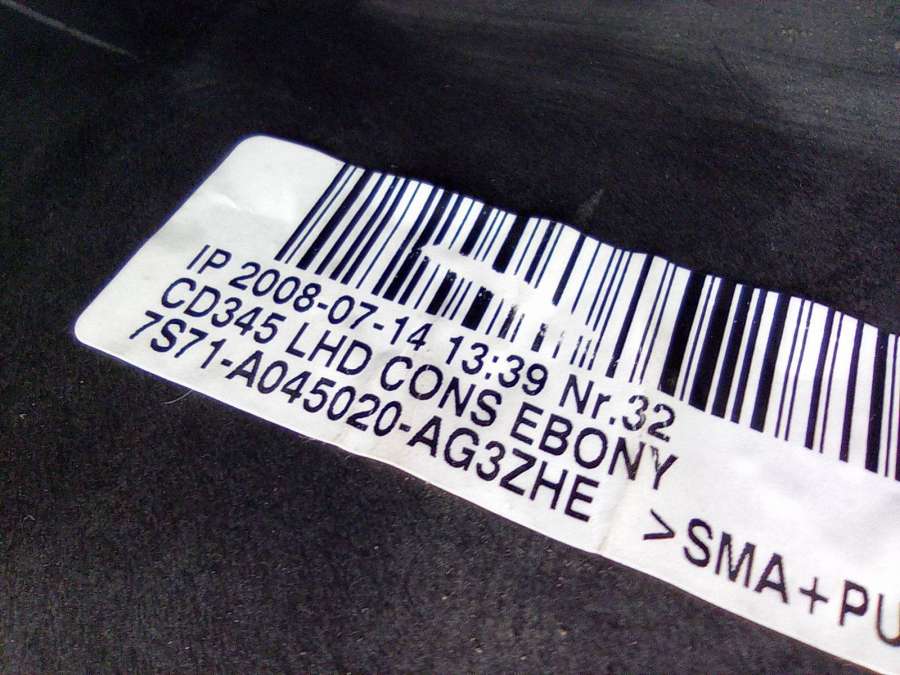 IP 2008-07-14 13:39 Nr.32
CD345 LHD CONS EBONY
7S71-A045020-AG3ZHE
>SMA+PU